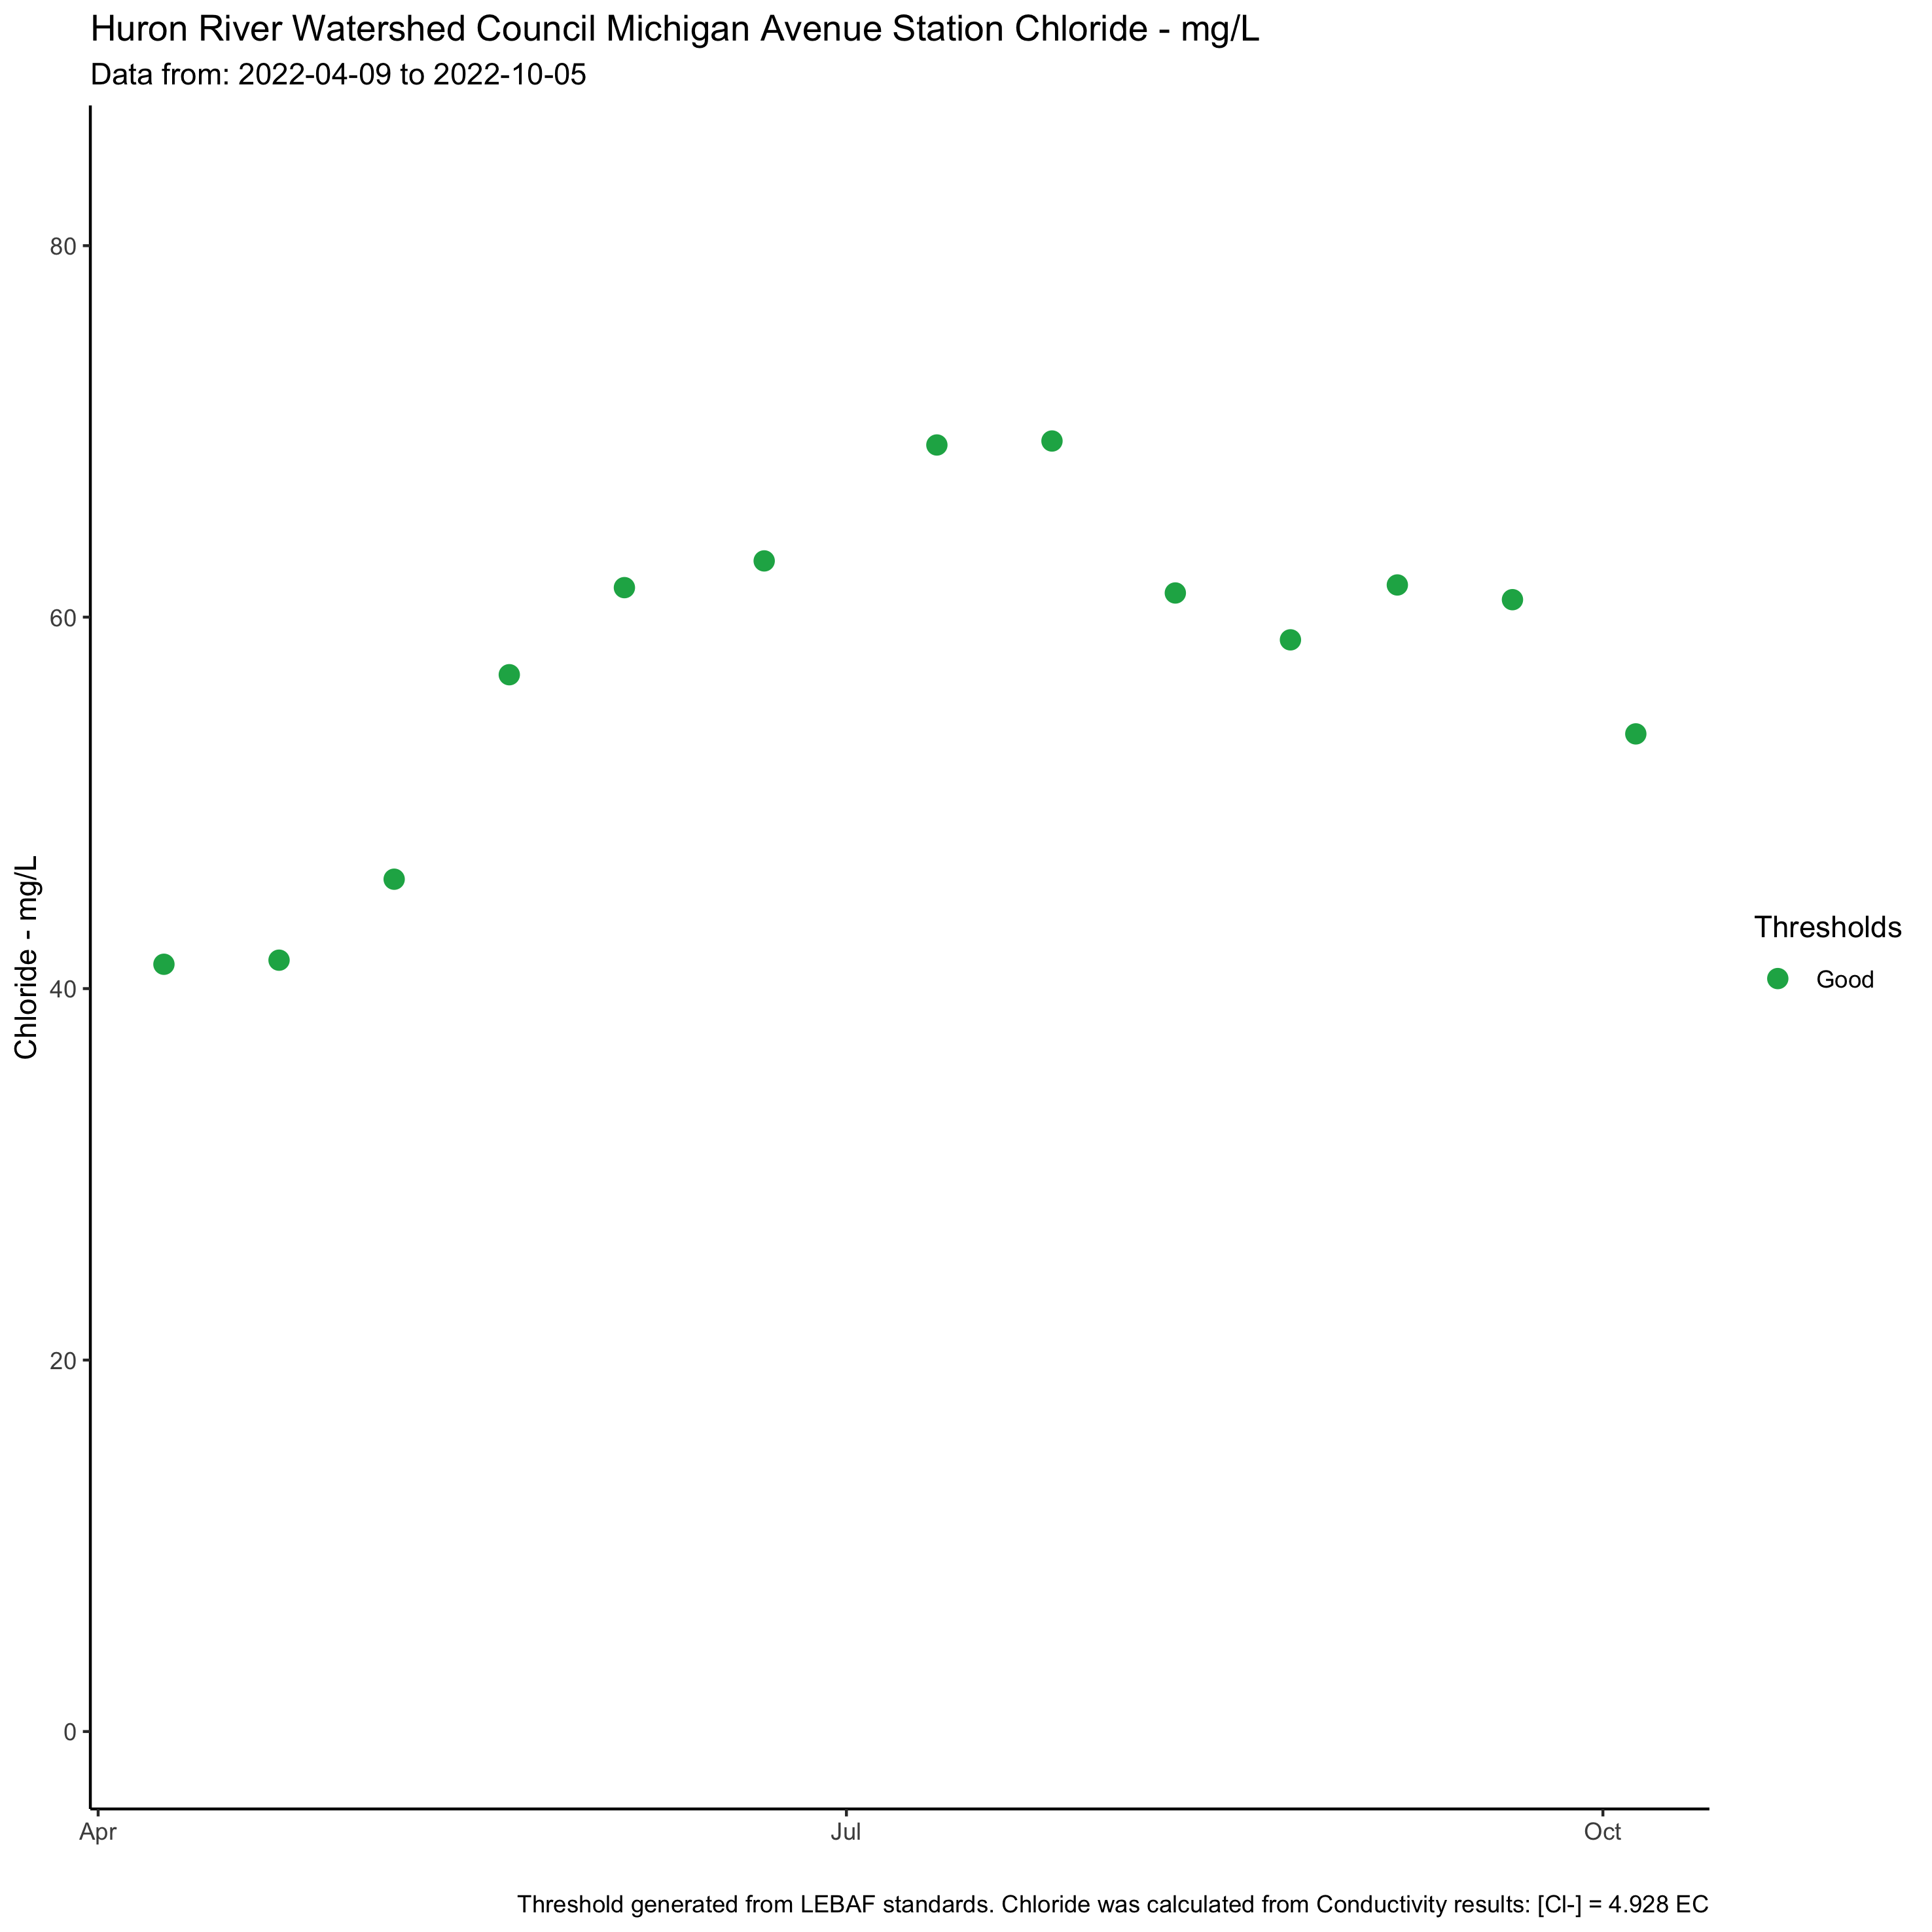 Huron River Watershed Council Michigan Avenue Station Chloride - mg/L
Data from: 2022-04-09 to 2022-10-05
80
60
40
20
0
Chloride - mg/L
Apr
Jul
Oct
Thresholds
Good
Threshold generated from LEBAF standards. Chloride was calculated from Conductivity results: [Cl-] = 4.928 EC